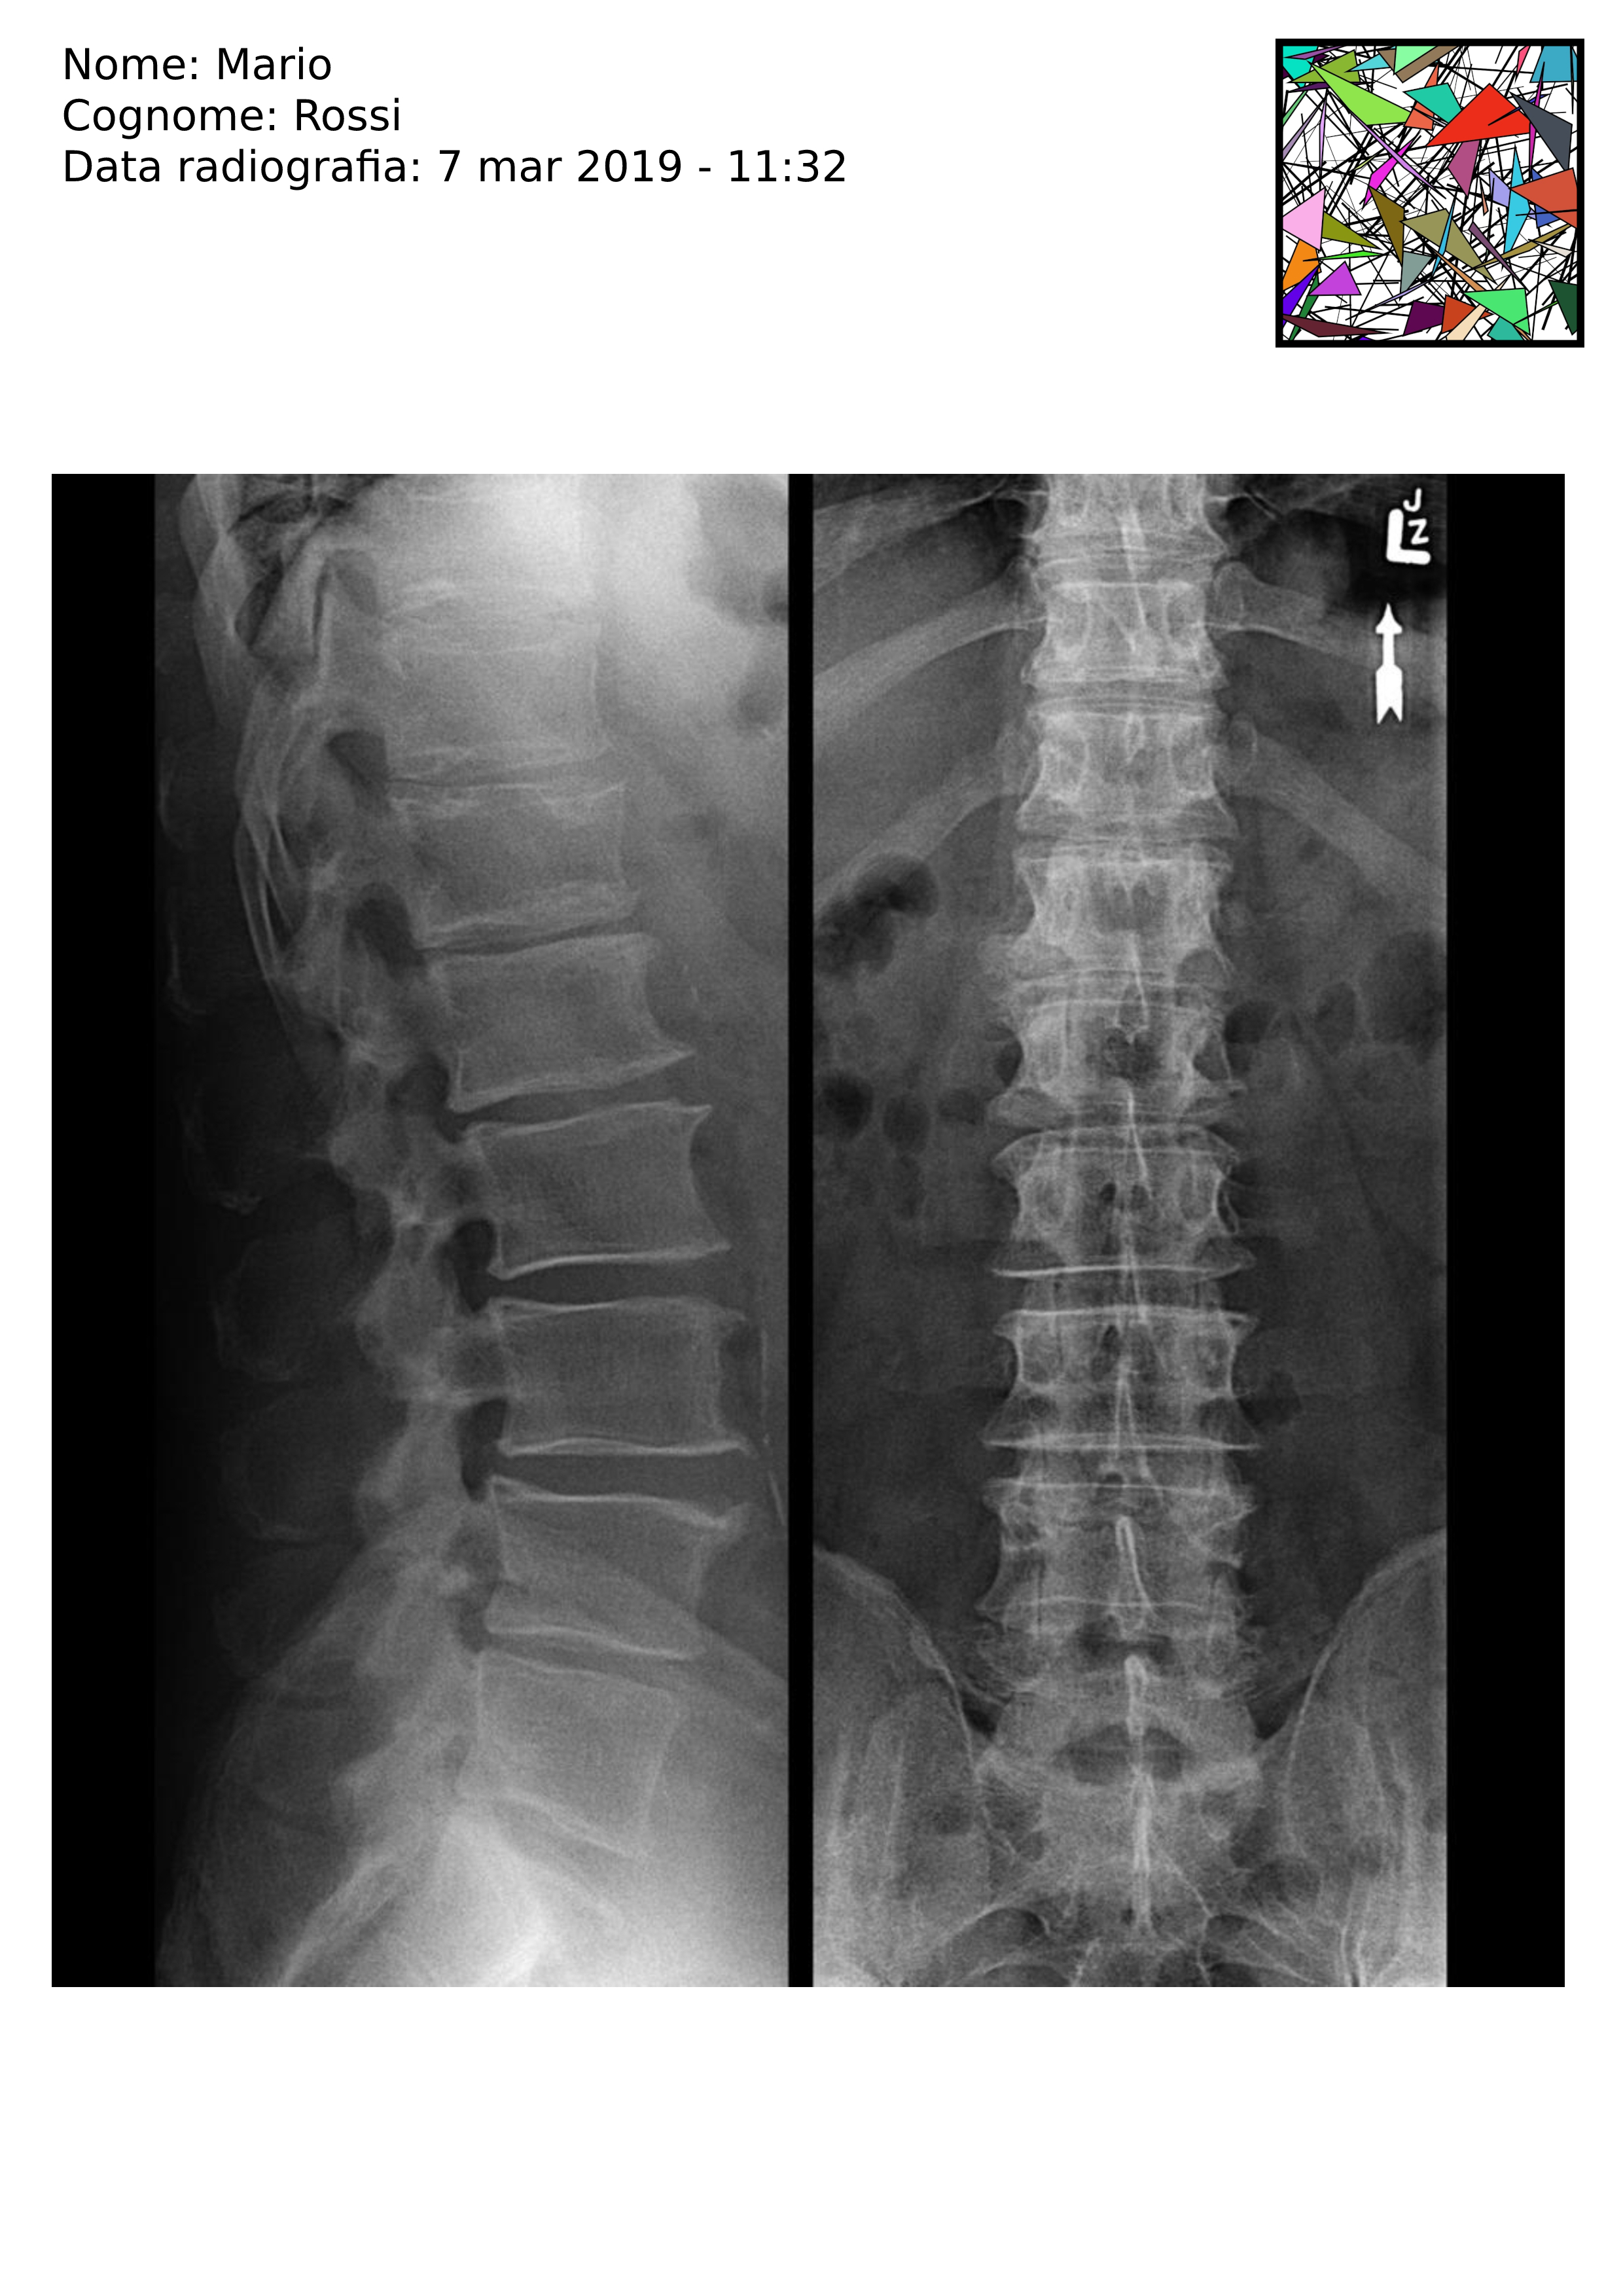 Nome: Mario
Cognome: Rossi
Data radiografia: 7 mar 2019 - 11:32
J
L Z